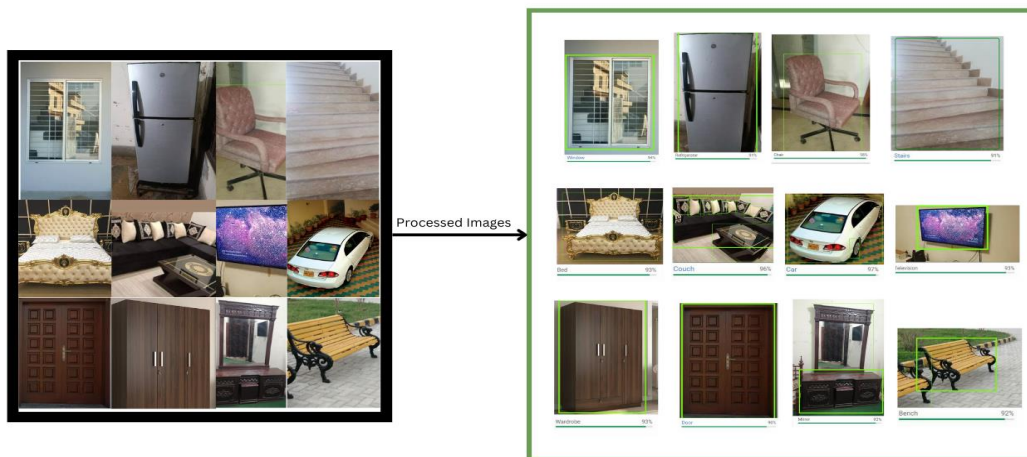 Processed Images
Window
Refrigerator
Chair
Stairs 91%
Bed 93%
Couch 96%
Car 97%
Television 93%
Wardrobe 93%
Door
Mirror
Bench 92%